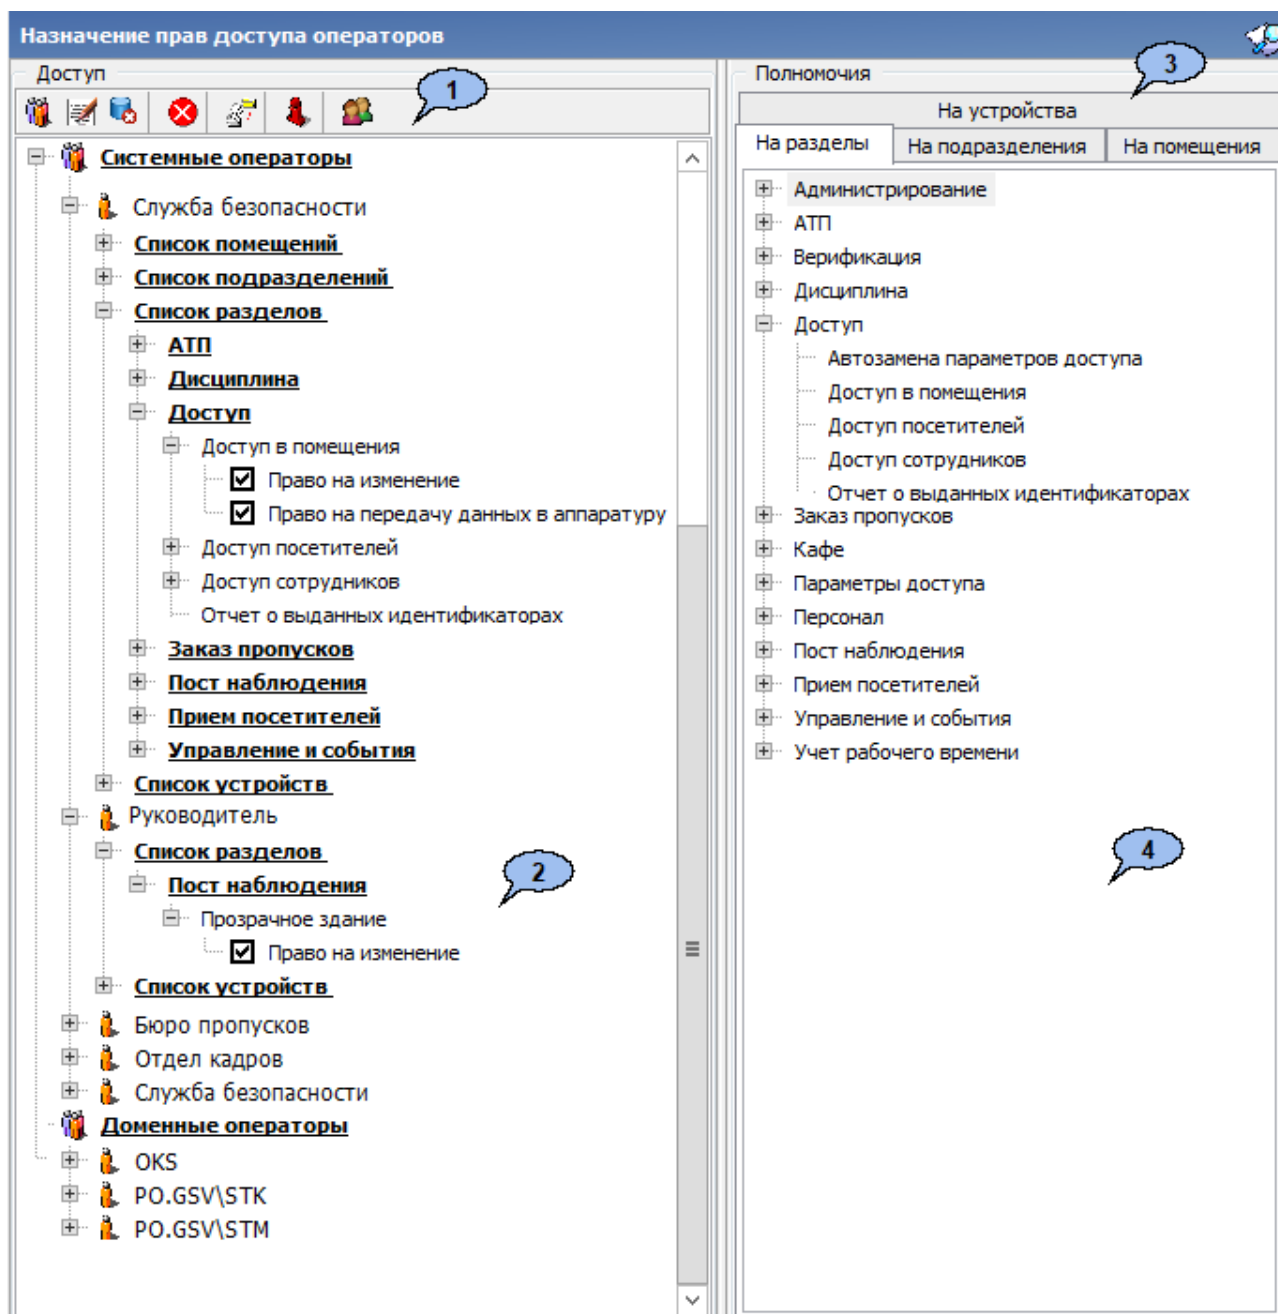 Назначение прав доступа операторов
Доступ
1
Системные операторы
Служба безопасности
Список помещений
Список подразделений
Список разделов
АТП
Дисциплина
Доступ
Доступ в помещения
Право на изменение
Право на передачу данных в аппаратуру
Доступ посетителей
Доступ сотрудников
Отчет о выданных идентификаторах
Заказ пропусков
Пост наблюдения
Прием посетителей
Управление и события
Список устройств
Руководитель
Список разделов
2
Пост наблюдения
Прозрачное здание
Право на изменение
Список устройств
Бюро пропусков
Отдел кадров
Служба безопасности
Доменные операторы
OKS
PO.GSV\STK
PO.GSV\STM
Полномочия
3
На устройства
На разделы
На подразделения
На помещения
Администрирование
АТП
Верификация
Дисциплина
Доступ
Автозамена параметров доступа
Доступ в помещения
Доступ посетителей
Доступ сотрудников
Отчет о выданных идентификаторах
Заказ пропусков
Кафе
Параметры доступа
Персонал
Пост наблюдения
Прием посетителей
Управление и события
Учет рабочего времени
4